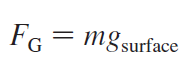 F_G = mg_surface